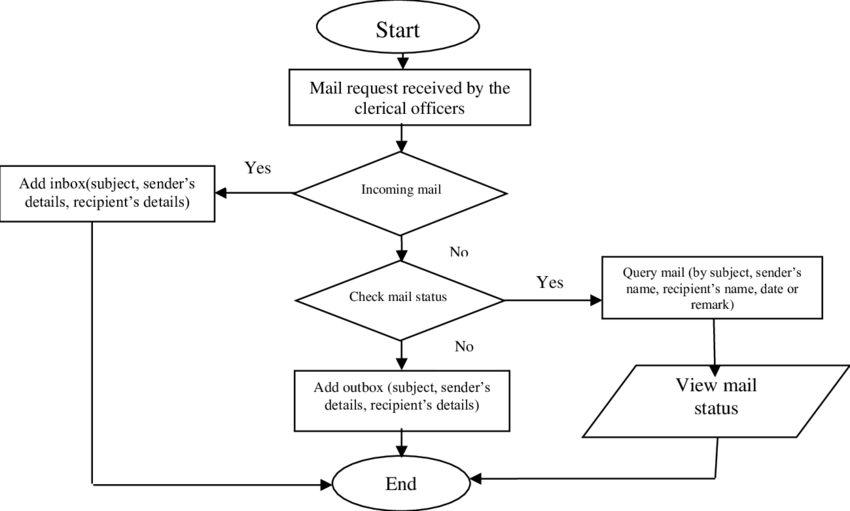 Start
Mail request received by the
clerical officers
Yes
Incoming mail
Add inbox(subject, sender's
details, recipient's details)
No
Check mail status
Yes
Query mail (by subject, sender's
name, recipient's name, date or
remark)
No
Add outbox (subject, sender's
details, recipient's details)
View mail
status
End